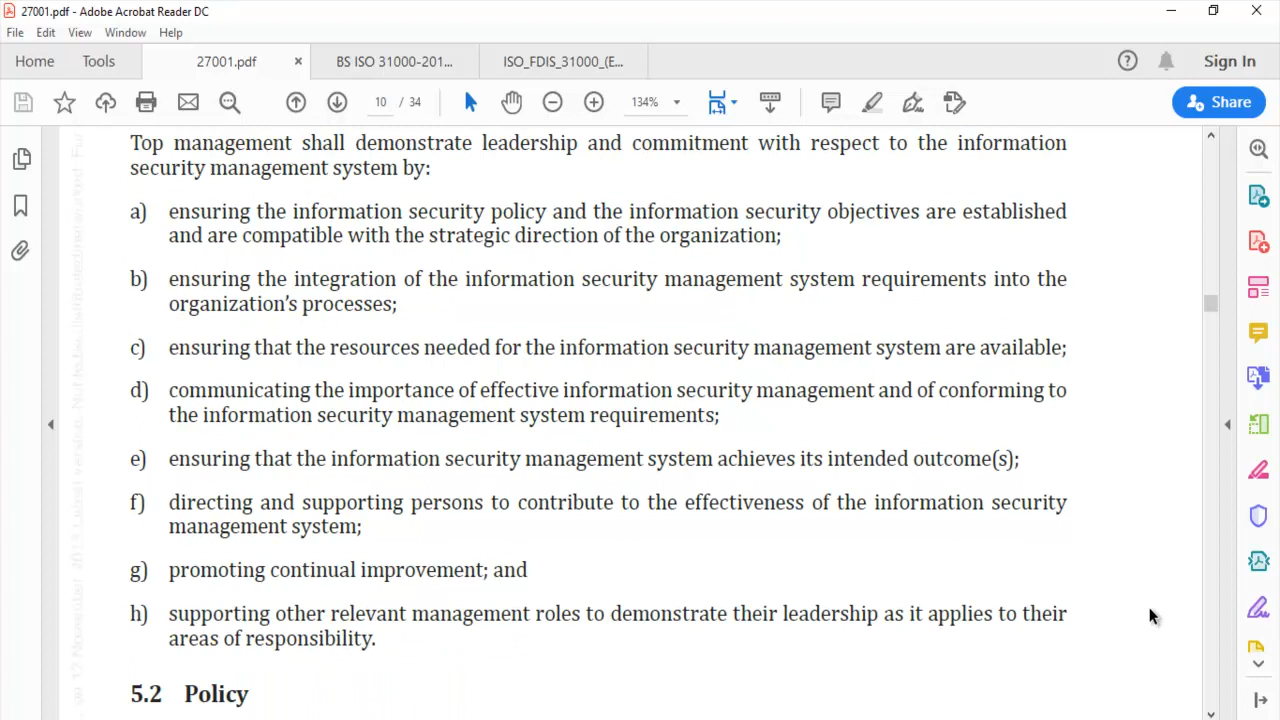 27001.pdf - Adobe Acrobat Reader DC
File Edit View Window Help
Home Tools 27001.pdf × BS ISO 31000-201... ISO_FDIS_31000_(E... Sign In
10 / 34 134% Share
Top management shall demonstrate leadership and commitment with respect to the information
security management system by:
a) ensuring the information security policy and the information security objectives are established
and are compatible with the strategic direction of the organization;
b) ensuring the integration of the information security management system requirements into the
organization’s processes;
c) ensuring that the resources needed for the information security management system are available;
d) communicating the importance of effective information security management and of conforming to
the information security management system requirements;
e) ensuring that the information security management system achieves its intended outcome(s);
f) directing and supporting persons to contribute to the effectiveness of the information security
management system;
g) promoting continual improvement; and
h) supporting other relevant management roles to demonstrate their leadership as it applies to their
areas of responsibility.
5.2 Policy